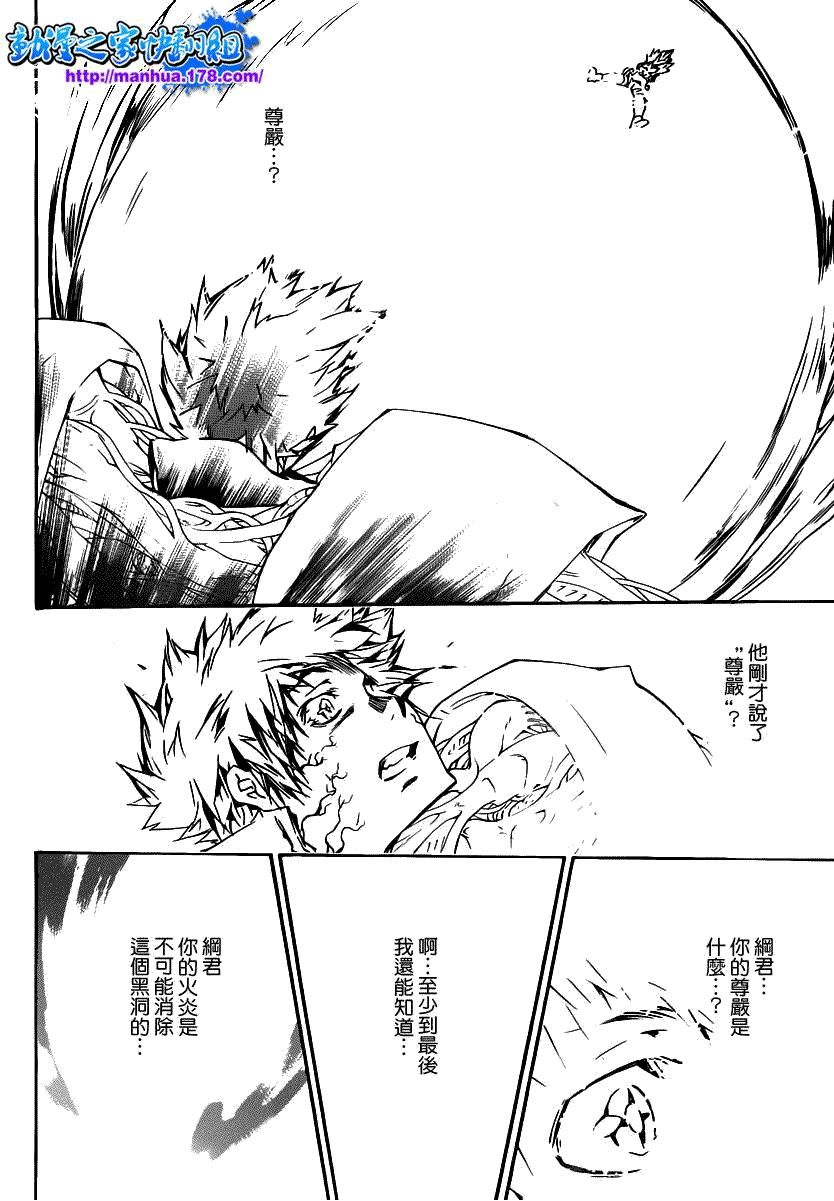 動漫之家快翻組
http://manhua.178.com/
尊嚴…？
他剛才說了
”尊嚴“？
綱君…
你的尊嚴是
什麼…？
啊…至少到最後
我還能知道…
綱君
你的火炎是
不可能消除
這個黑洞的…